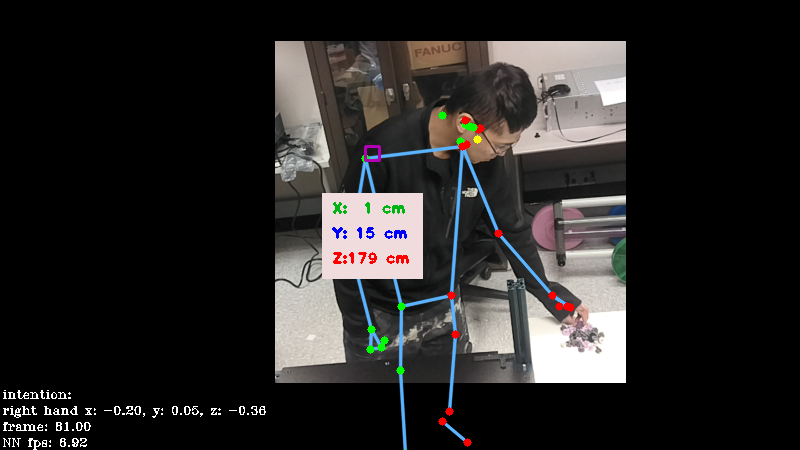 FANUC
X: 1 cm
Y: 15 cm
Z:179 cm
intention:
right hand x: -0.20, y: 0.05, z: -0.36
frame: 81.00
NN fps: 6.92